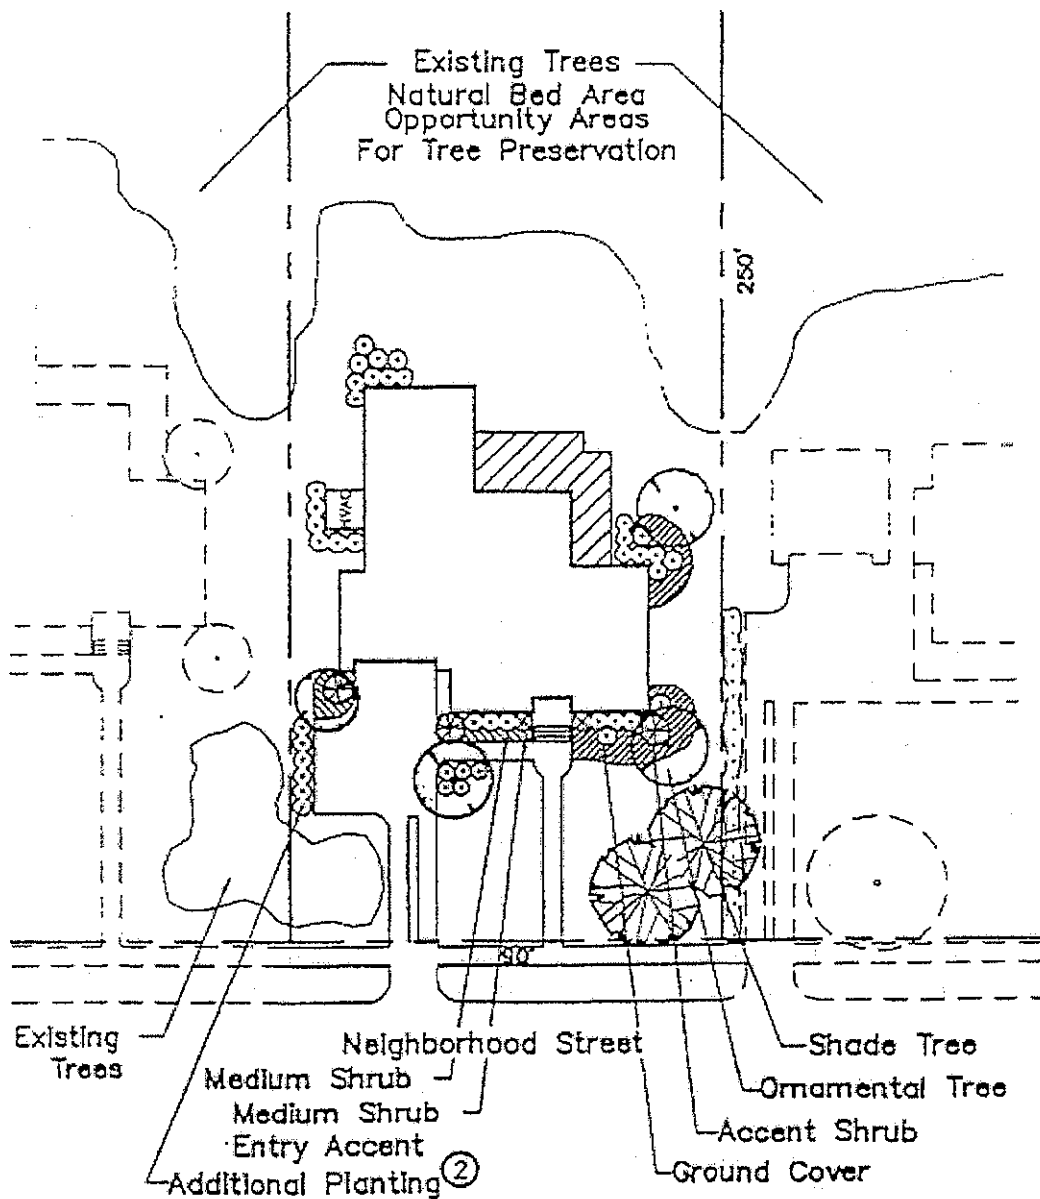 Existing Trees
Natural Bed Area
Opportunity Areas
For Tree Preservation
250'
HVAC
90'
Existing
Trees
Neighborhood Street
Medium Shrub
Medium Shrub
Entry Accent
Additional Planting 2
Shade Tree
Ornamental Tree
Accent Shrub
Ground Cover